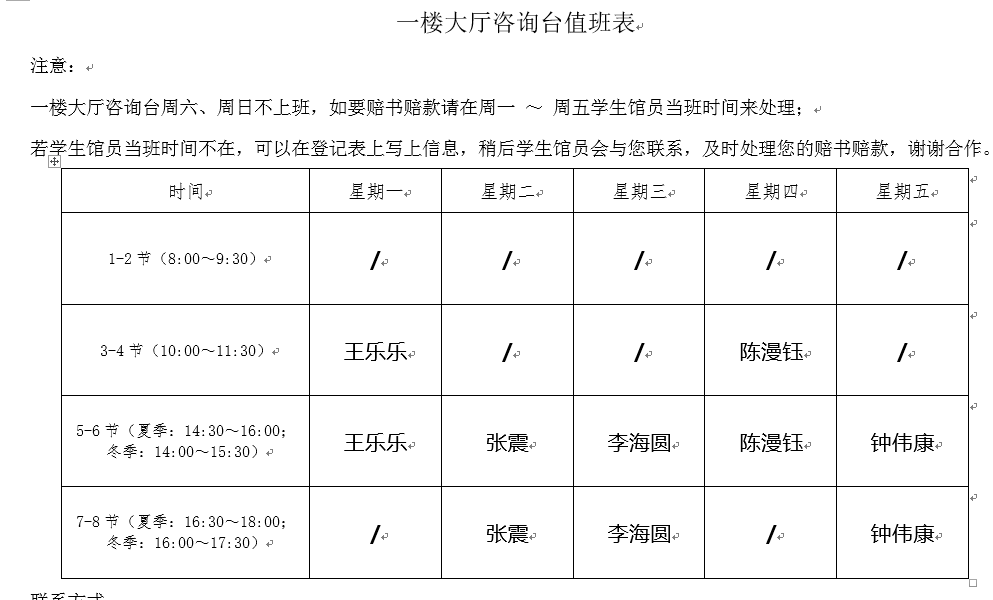 一楼大厅咨询台值班表
注意：
一楼大厅咨询台周六、周日不上班，如要赔书赔款请在周一 ～ 周五学生馆员当班时间来处理；
若学生馆员当班时间不在，可以在登记表上写上信息，稍后学生馆员会与您联系，及时处理您的赔书赔款，谢谢合作。
时间 星期一 星期二 星期三 星期四 星期五
1-2 节（8:00～9:30） / / / / /
3-4 节（10:00～11:30） 王乐乐 / / 陈漫钰 /
5-6 节（夏季：14:30～16:00；
冬季：14:00～15:30） 王乐乐 张震 李海圆 陈漫钰 钟伟康
7-8 节（夏季：16:30～18:00；
冬季：16:00～17:30） / 张震 李海圆 / 钟伟康
联系方式